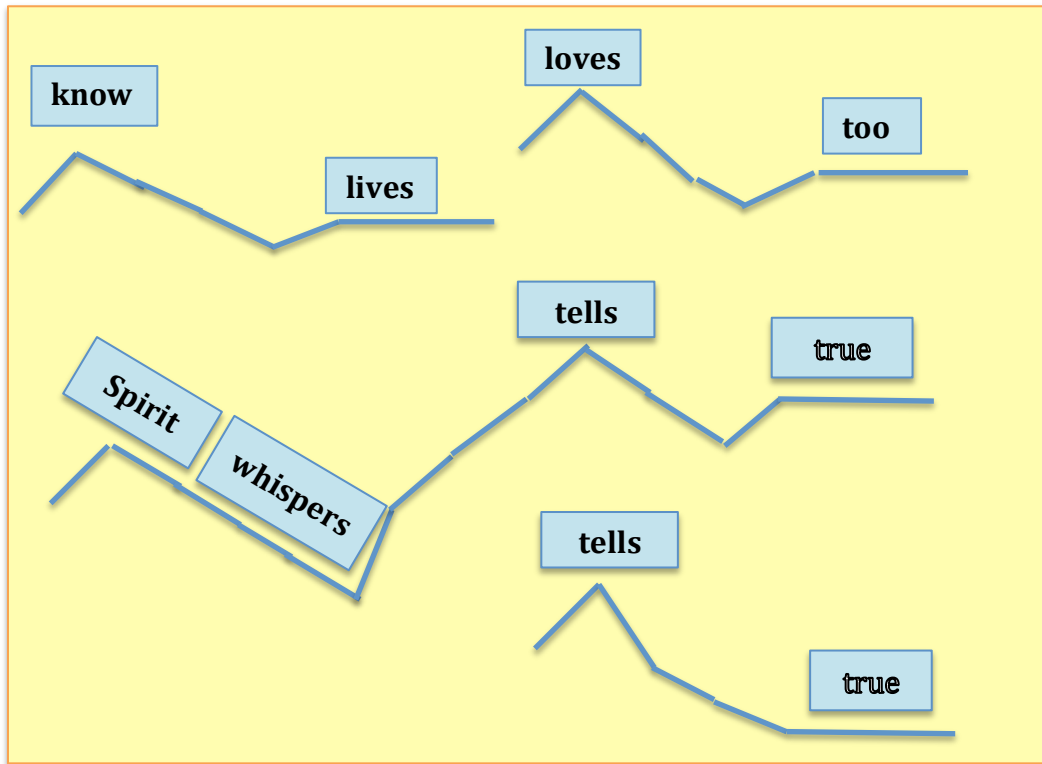 know
lives
loves
too
Spirit
whispers
tells
true
tells
true